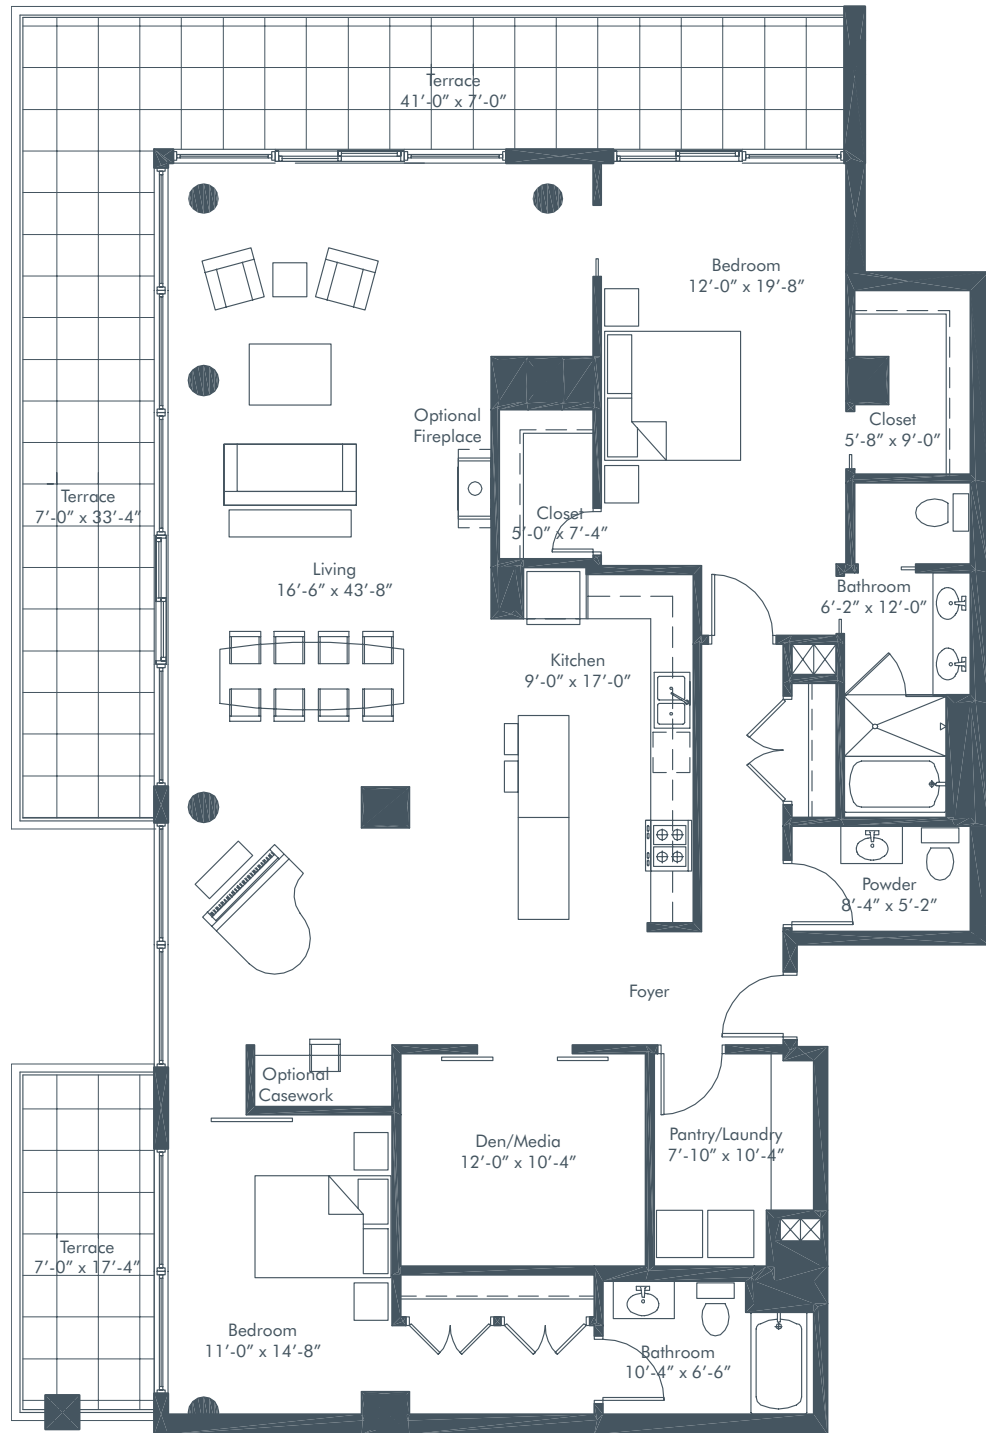 Terrace
41'-0" x 7'-0"
Bedroom
12'-0" x 19'-8"
Optional
Fireplace
Closet
5'-8" x 9'-0"
Terrace
7'-0" x 33'-4"
Closet
5'-0" x 7'-4"
Living
16'-6" x 43'-8"
Bathroom
6'-2" x 12'-0"
Kitchen
9'-0" x 17'-0"
Powder
8'-4" x 5'-2"
Foyer
Optional
Casework
Den/Media
12'-0" x 10'-4"
Pantry/Laundry
7'-10" x 10'-4"
Terrace
7'-0" x 17'-4"
Bedroom
11'-0" x 14'-8"
Bathroom
10'-4" x 6'-6"